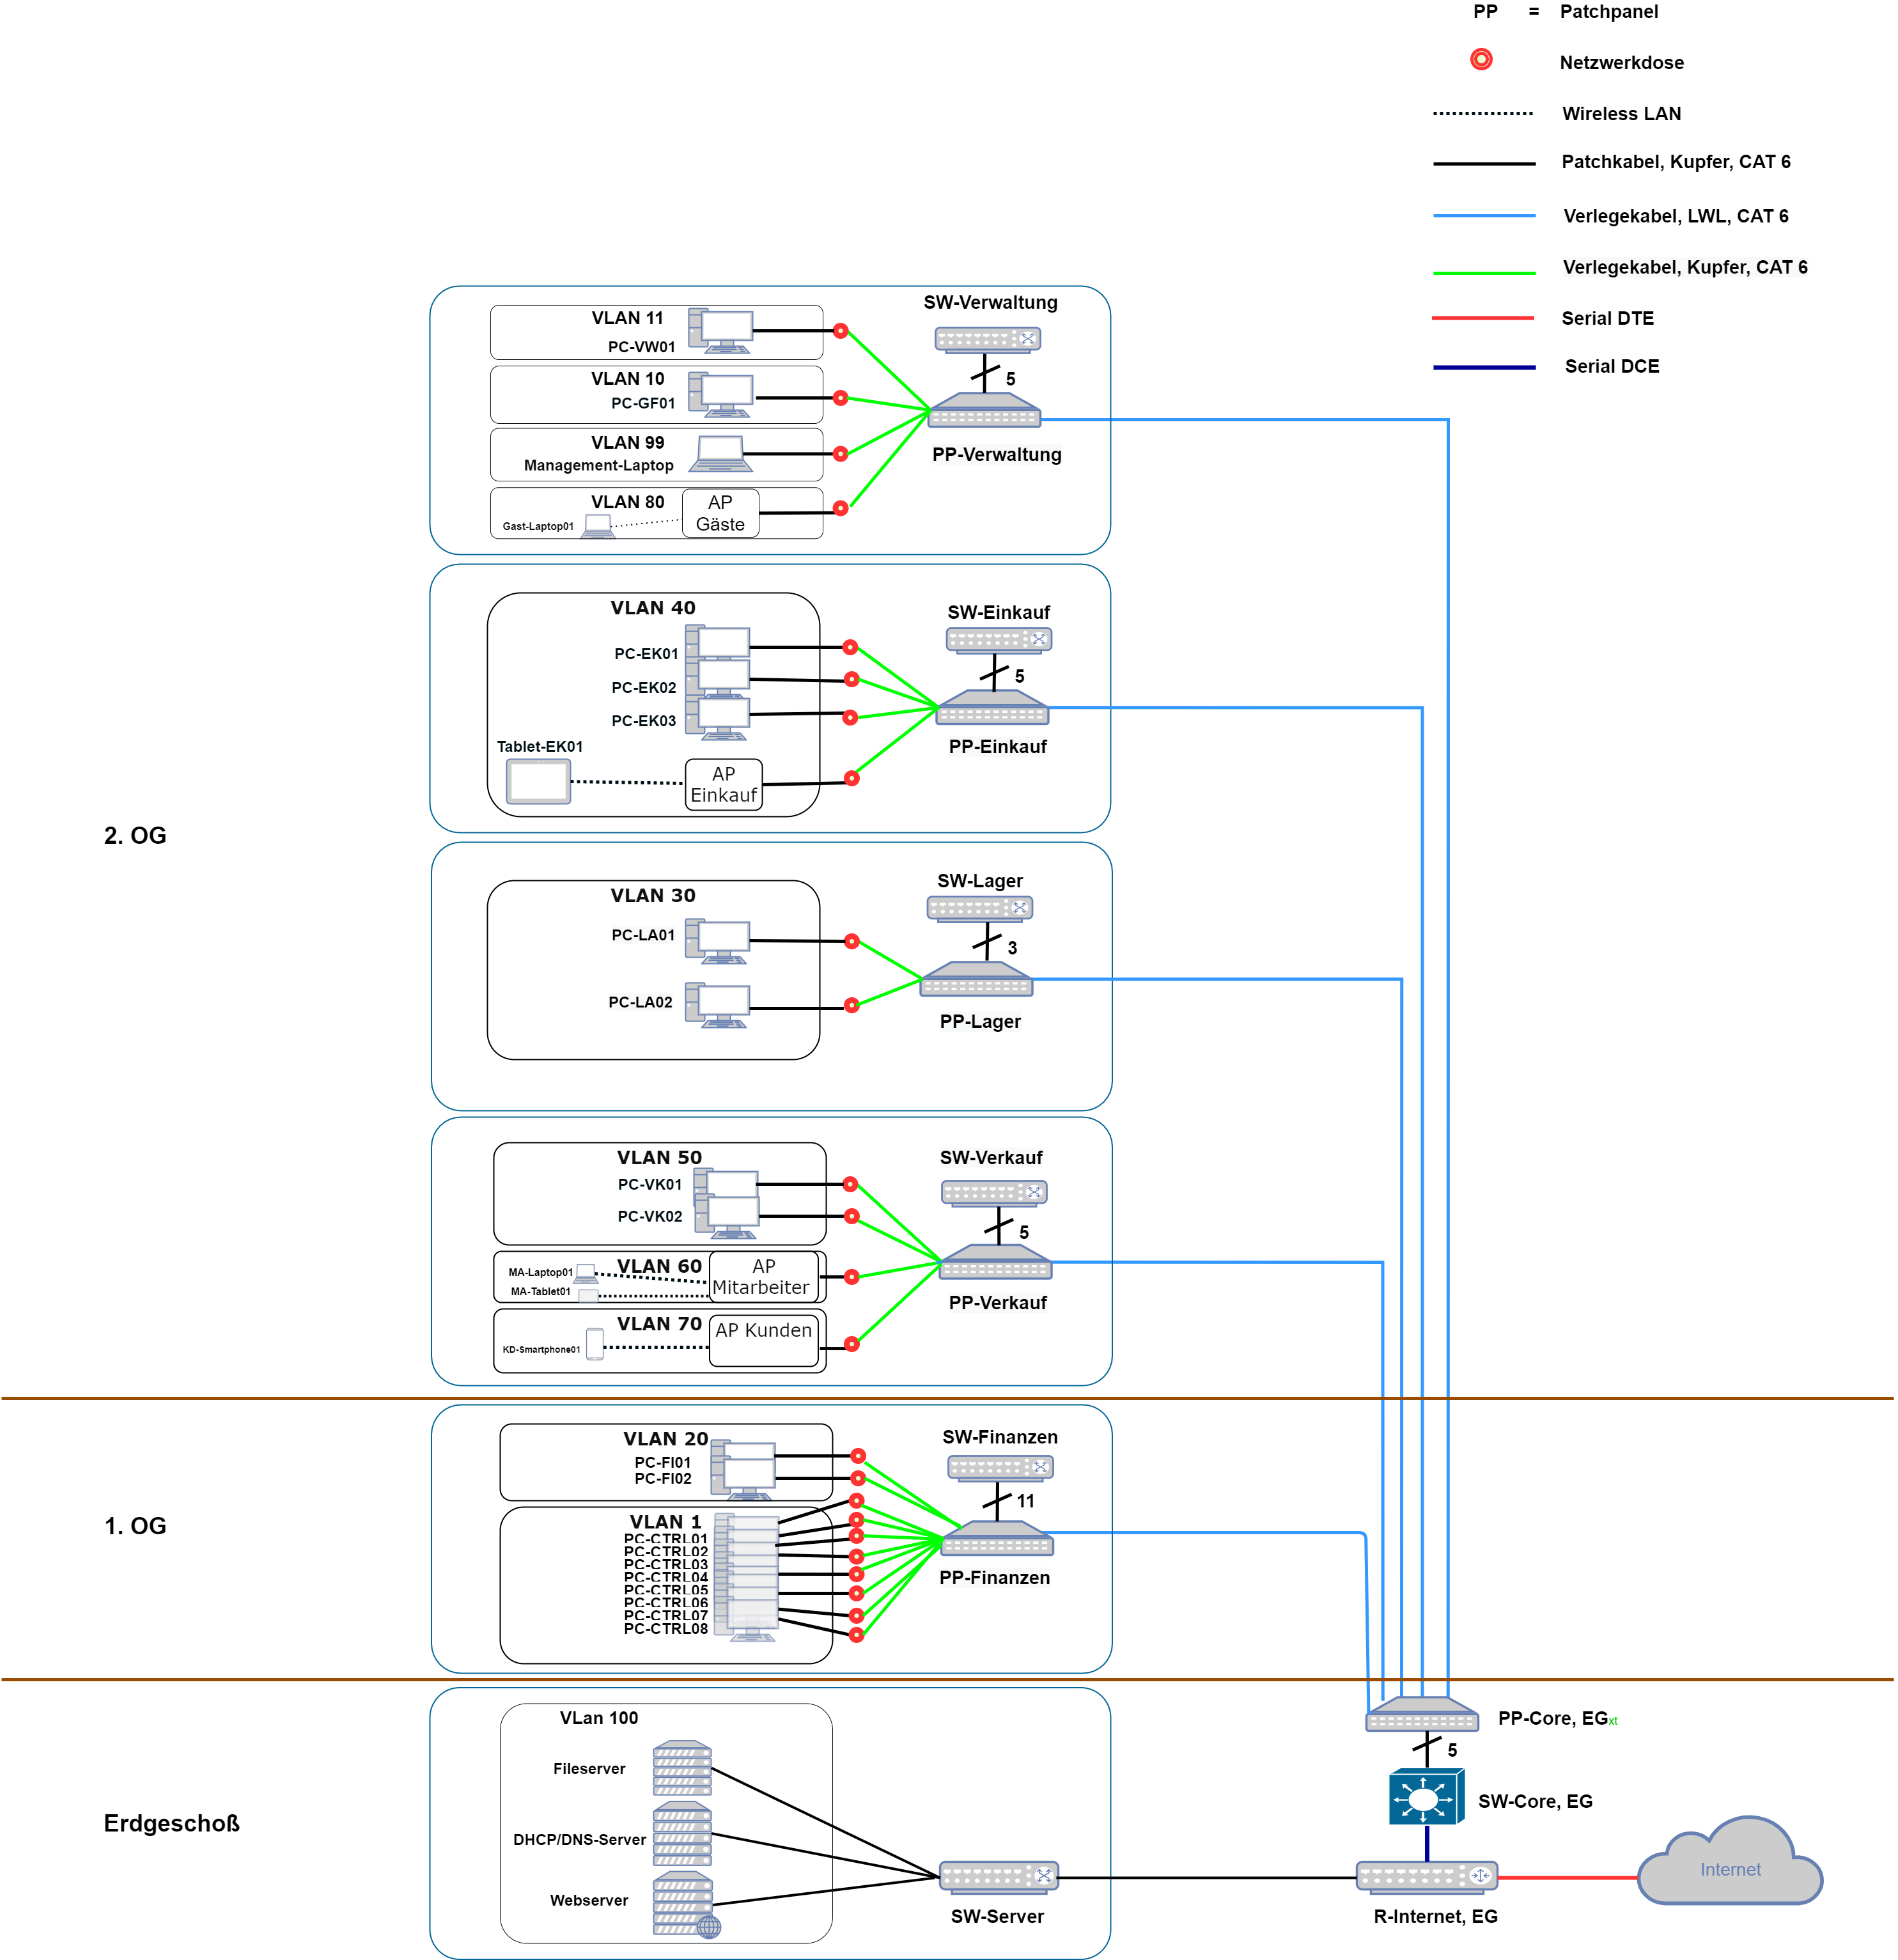 PP = Patchpanel
Netzwerkdose
Wireless LAN
Patchkabel, Kupfer, CAT 6
Verlegekabel, LWL, CAT 6
Verlegekabel, Kupfer, CAT 6
Serial DTE
Serial DCE
VLAN 11
PC-VW01
VLAN 10
PC-GF01
VLAN 99
Management-Laptop
VLAN 80
Gast-Laptop01
AP
Gäste
SW-Verwaltung
5
PP-Verwaltung
2. OG
VLAN 40
PC-EK01
PC-EK02
PC-EK03
Tablet-EK01
AP
Einkauf
SW-Einkauf
5
PP-Einkauf
VLAN 30
PC-LA01
PC-LA02
SW-Lager
3
PP-Lager
VLAN 50
PC-VK01
PC-VK02
VLAN 60
MA-Laptop01
MA-Tablet01
AP
Mitarbeiter
VLAN 70
KD-Smartphone01
AP Kunden
SW-Verkauf
5
PP-Verkauf
1. OG
VLAN 20
PC-FI01
PC-FI02
VLAN 1
PC-CTRL01
PC-CTRL02
PC-CTRL03
PC-CTRL04
PC-CTRL05
PC-CTRL06
PC-CTRL07
PC-CTRL08
SW-Finanzen
11
PP-Finanzen
Erdgeschoß
VLan 100
Fileserver
DHCP/DNS-Server
Webserver
SW-Server
PP-Core, EGxt
5
SW-Core, EG
R-Internet, EG
Internet